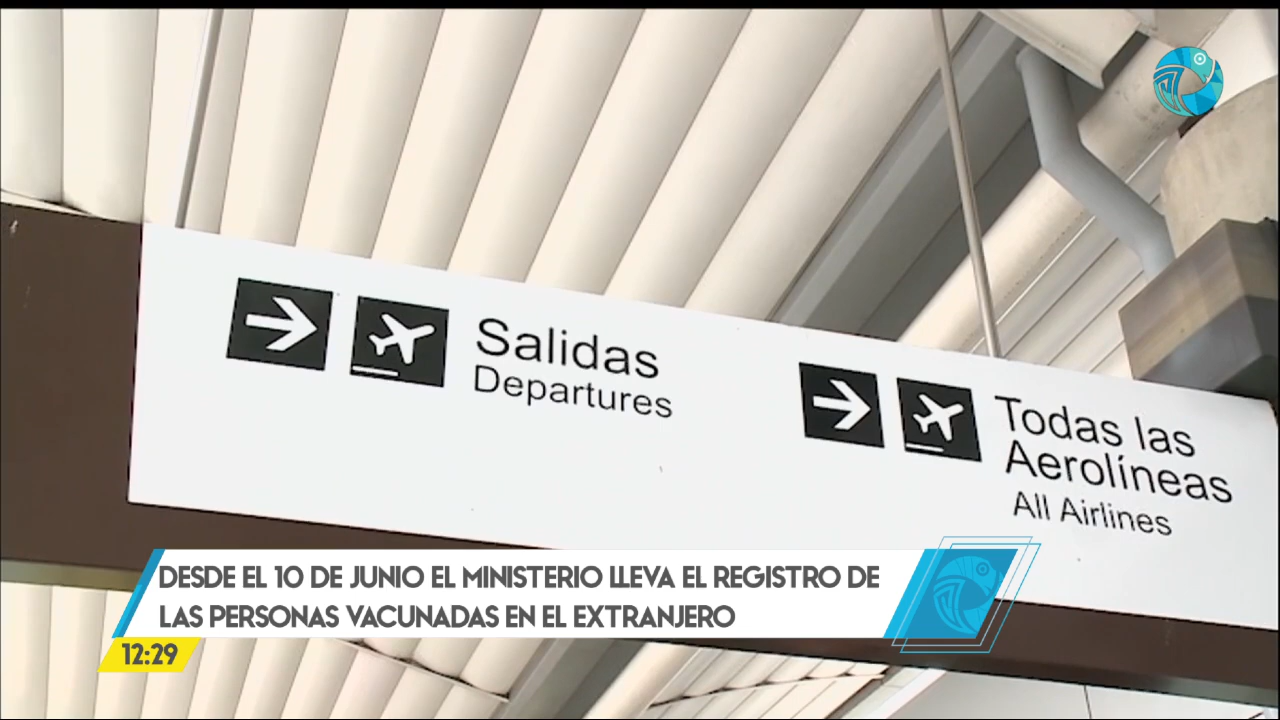 Salidas
Departures
Todas las
Aerolíneas
All Airlines
DESDE EL 10 DE JUNIO EL MINISTERIO LLEVA EL REGISTRO DE
LAS PERSONAS VACUNADAS EN EL EXTRANJERO
12:29